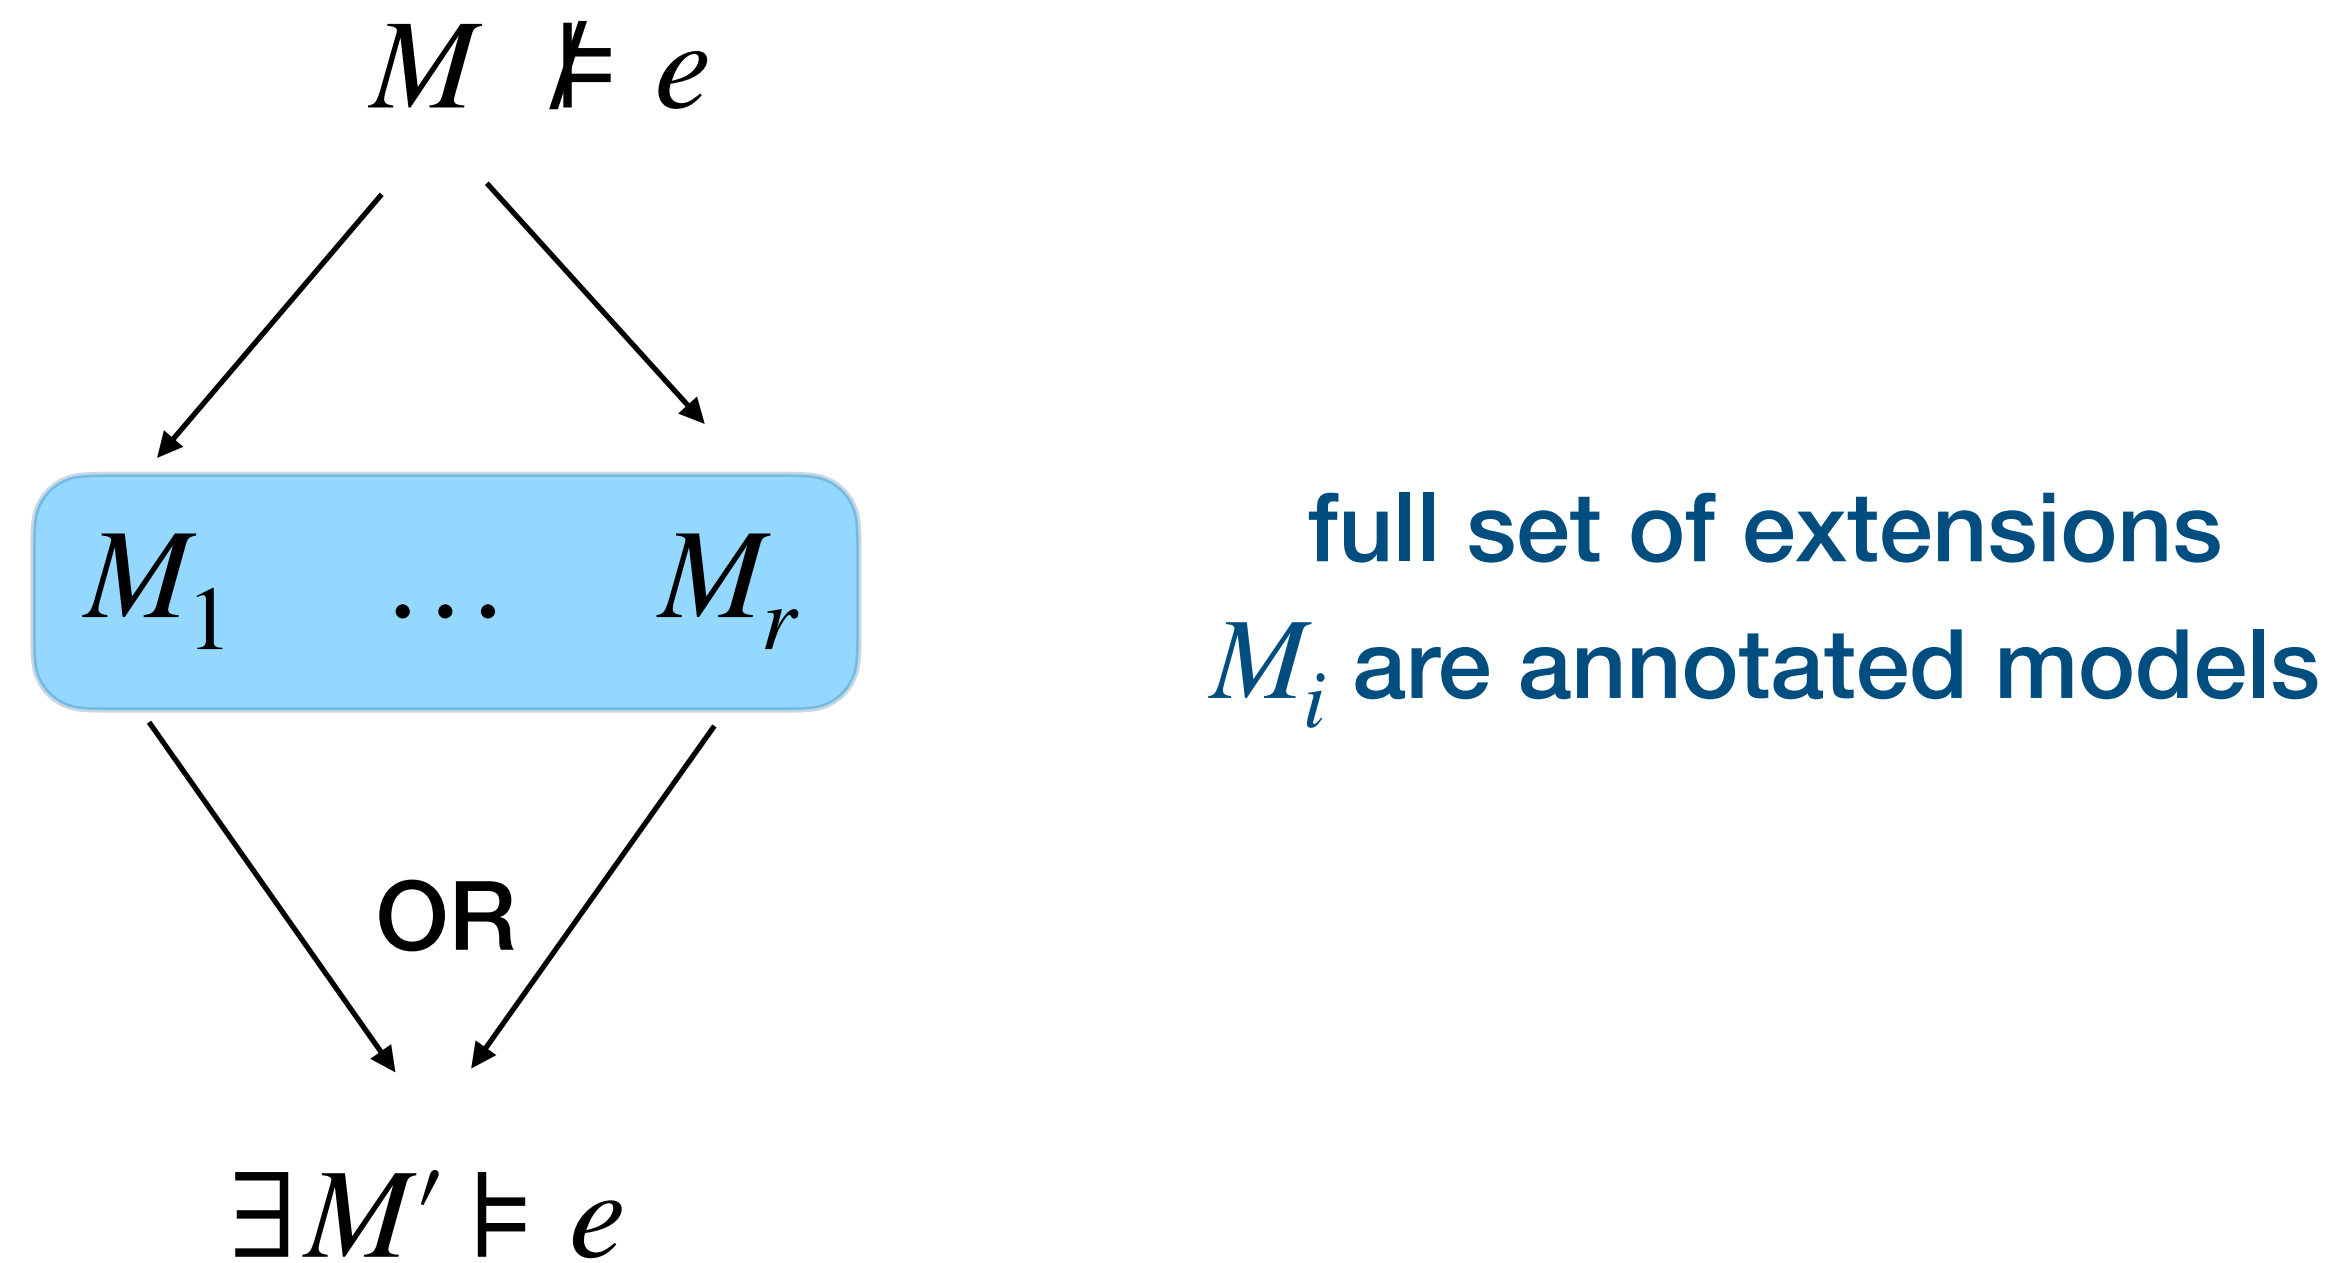 M ⊭ e
M₁ … Mᵣ
full set of extensions
Mᵢ are annotated models
OR
∃M′ ⊨ e